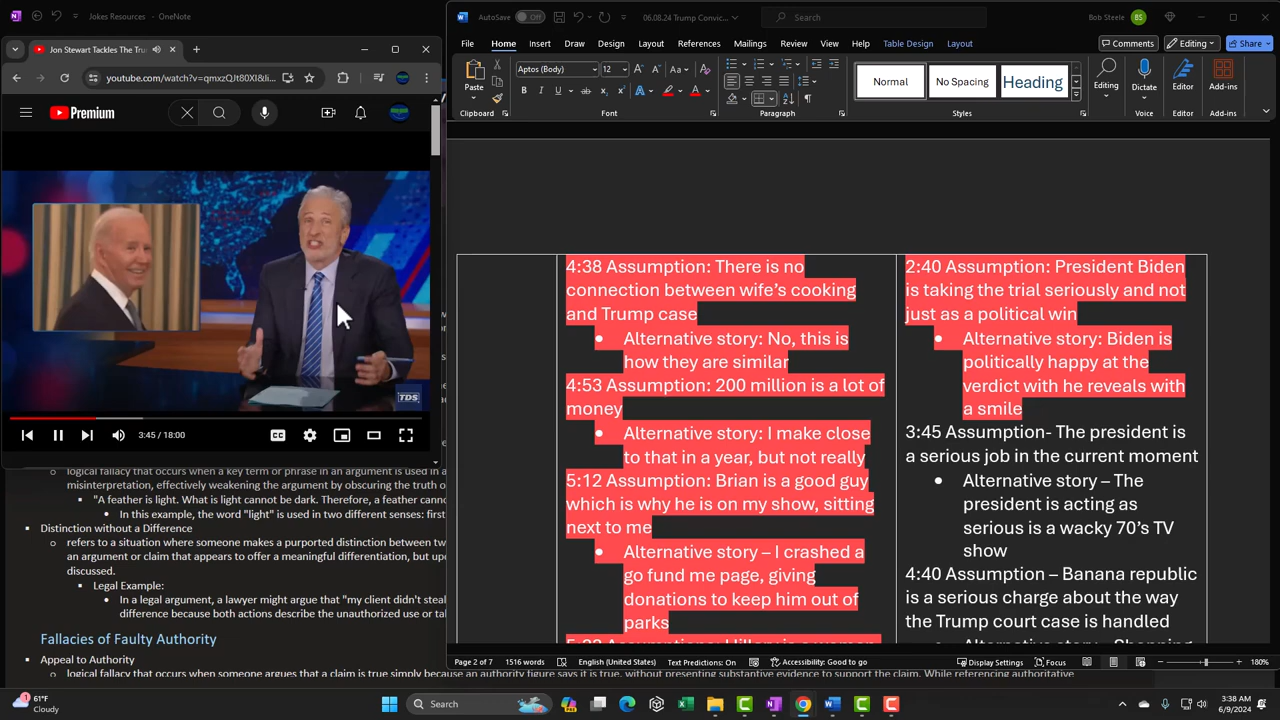 Jokes Resources - OneNote
AutoSave
Off
06.08.24 Trump Convic...
Search
Bob Steele
BS
File
Home
Insert
Draw
Design
Layout
References
Mailings
Review
View
Help
Table Design
Layout
Comments
Editing
Share
Jon Stewart Tackles The Tru
youtube.com/watch?v=qmxzQJt80XI&li...
Premium
Paste
Aptos (Body)
12
Normal
No Spacing
Heading
Editing
Dictate
Editor
Add-ins
Clipboard
Font
Paragraph
Styles
Voice
Editor
Add-ins
TDS
3:45 / 18:00
4:38 Assumption: There is no
connection between wife's cooking
and Trump case
• Alternative story: No, this is
how they are similar
4:53 Assumption: 200 million is a lot of
money
• Alternative story: I make close
to that in a year, but not really
5:12 Assumption: Brian is a good guy
which is why he is on my show, sitting
next to me
• Alternative story – I crashed a
go fund me page, giving
donations to keep him out of
parks
2:40 Assumption: President Biden
is taking the trial seriously and not
just as a political win
• Alternative story: Biden is
politically happy at the
verdict with he reveals with
a smile
3:45 Assumption- The president is
a serious job in the current moment
• Alternative story – The
president is acting as
serious is a wacky 70's TV
show
4:40 Assumption – Banana republic
is a serious charge about the way
the Trump court case is handled
logical fallacy that occurs when a key term or phrase in an argument is used in a
misinterpretation, effectively weakening the argument by obscuring the truth or
"A feather is light. What is light cannot be dark. Therefore, a feather cannot
In this example, the word "light" is used in two different senses: first
Distinction without a Difference
refers to a situation where someone makes a purported distinction between tw
of an argument or claim that appears to offer a meaningful differentiation, but up
discussed.
Legal Example:
In a legal argument, a lawyer might argue that "my client didn't steal
difference because both actions describe the unauthorized use or tal
Fallacies of Faulty Authority
Appeal to Authority
logical fallacy that occurs when someone argues that a claim is true simply because an authority figure says it is true, without presenting substantive evidence to support the claim. While referencing authoritative
Page 2 of 7
1516 words
English (United States)
Text Predictions: On
Accessibility: Good to go
Display Settings
Focus
180%
61°F
Cloudy
Search
3:38 AM
6/9/2024